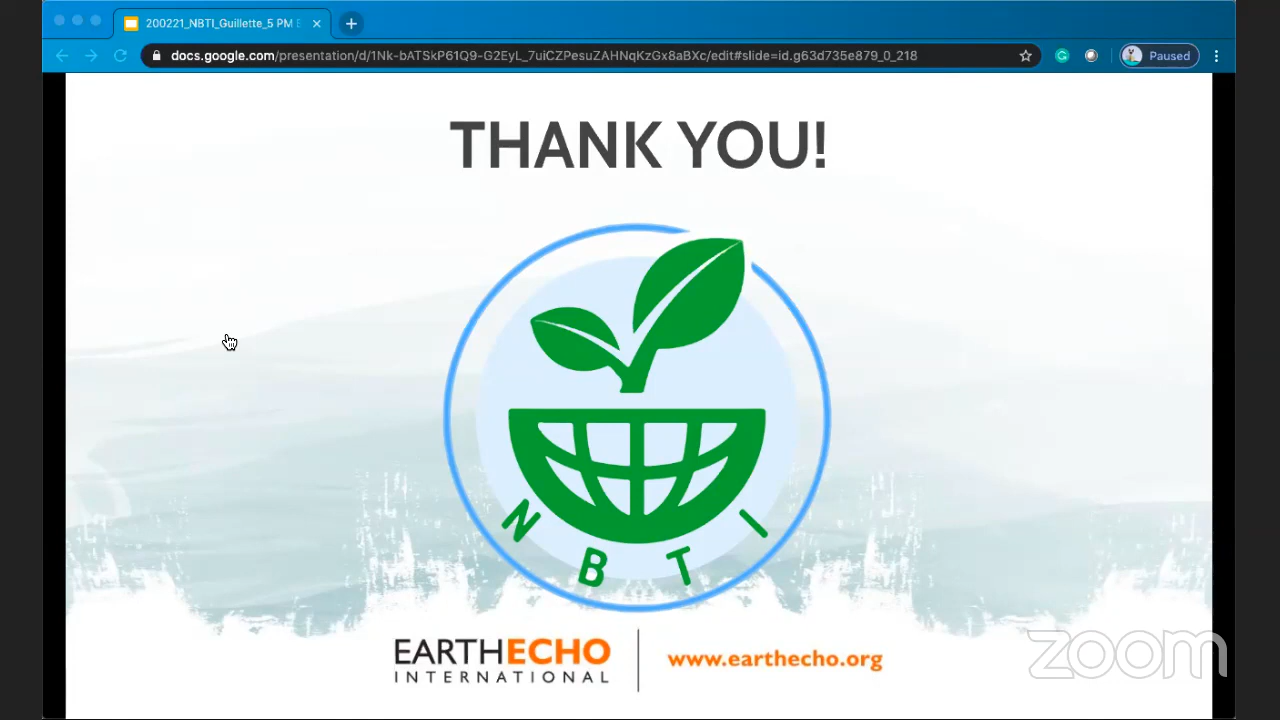 200221_NBTI_Guillette_5 PM E
docs.google.com/presentation/d/1Nk-bATSkP61Q9-G2EyL_7uiCZPesuZAHNqKzGx8aBXc/edit#slide=id.g63d735e879_0_218
Paused
THANK YOU!
N B T I
EARTHECHO
INTERNATIONAL
www.earthecho.org
zoom